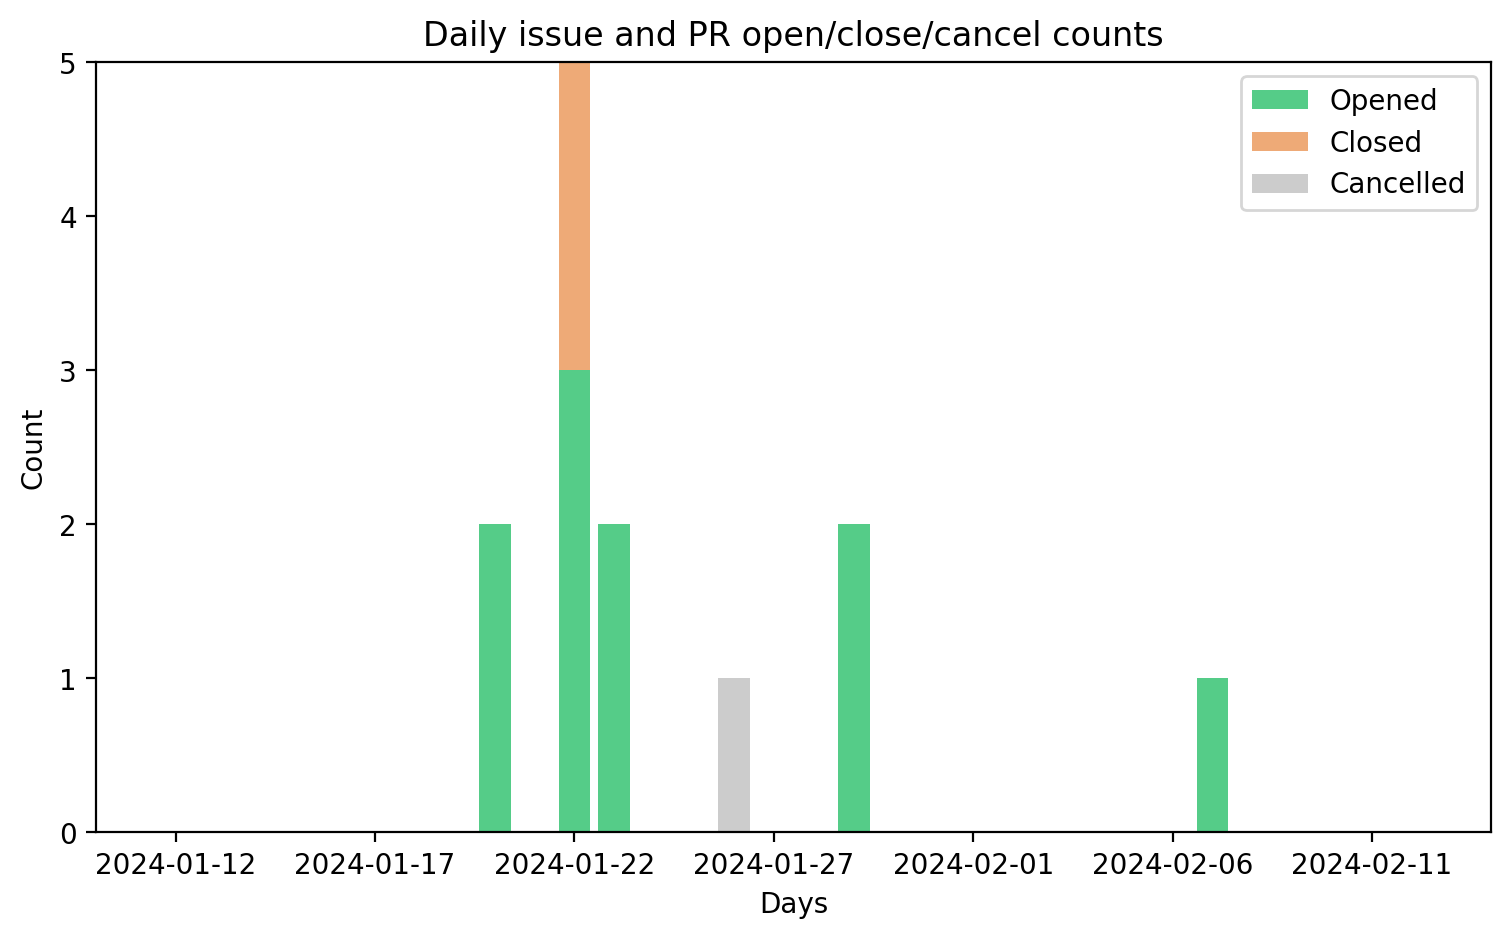 Daily issue and PR open/close/cancel counts
5
4
3
2
1
0
Count
Opened
Closed
Cancelled
2024-01-12 2024-01-17 2024-01-22 2024-01-27 2024-02-01 2024-02-06 2024-02-11
Days